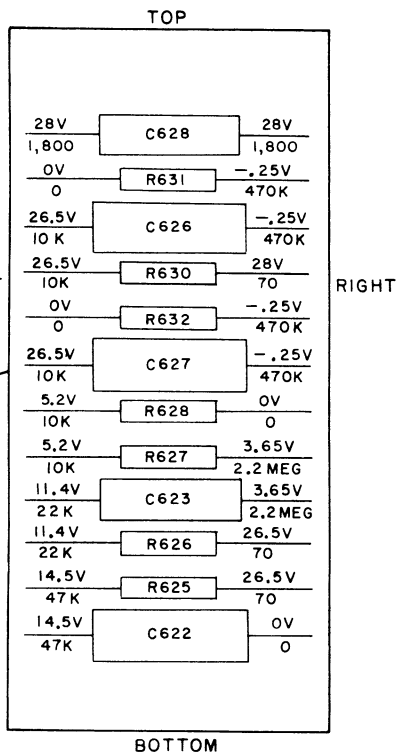 TOP
28V C628 28V
1,800 1,800
0V R631 -.25V
0 470K
26.5V C626 -.25V
10K 470K
26.5V R630 28V
10K 70
RIGHT
0V R632 -.25V
0 470K
26.5V C627 -.25V
10K 470K
5.2V R628 0V
10K 0
5.2V R627 3.65V
10K 2.2 MEG
11.4V C623 3.65V
22K 2.2MEG
11.4V R626 26.5V
22K 70
14.5V R625 26.5V
47K 70
14.5V C622 0V
47K 0
BOTTOM